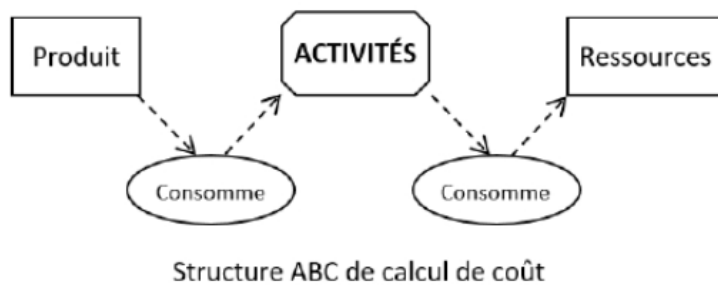 Produit
ACTIVITÉS
Ressources
Consomme
Consomme
Structure ABC de calcul de coût